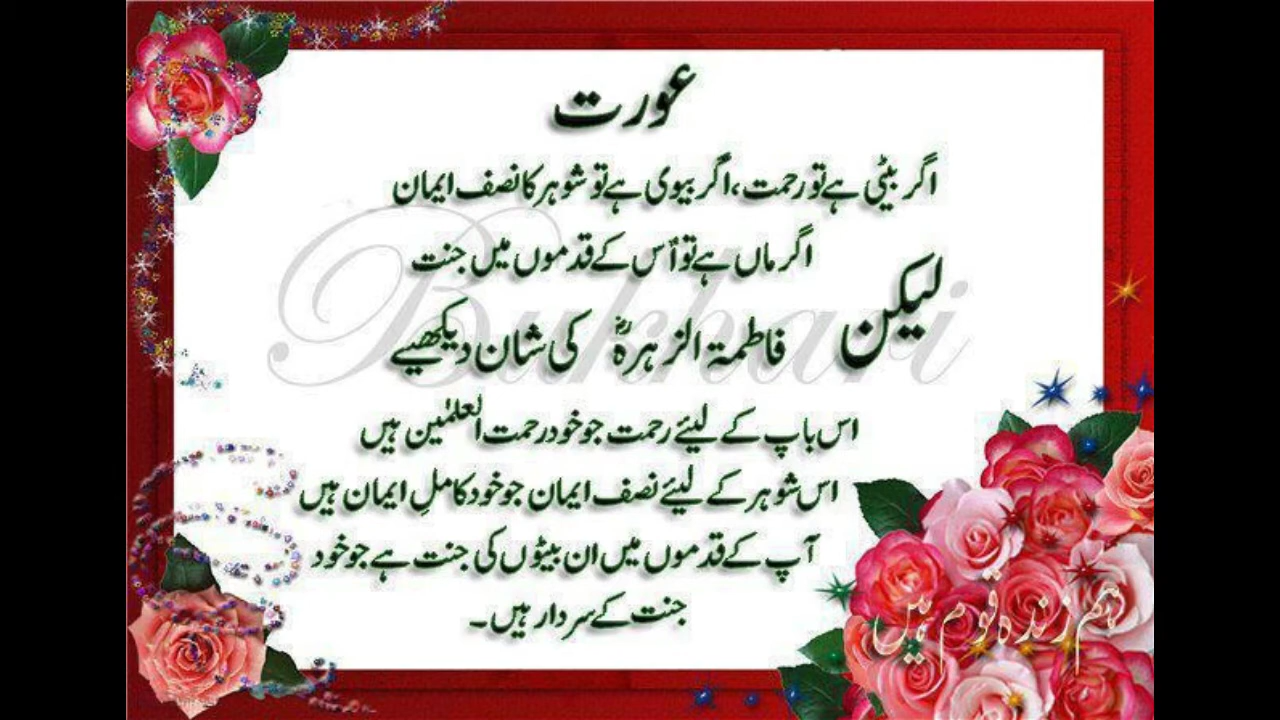 عورت
اگر بیٹی ہے تو رحمت، اگر بیوی ہے تو شوہر کا نصف ایمان
اگر ماں ہے تو اُس کے قدموں میں جنت
لیکن فاطمۃ الزہرہؓ کی شان دیکھیے
اس باپ کے لیئے رحمت جو خود رحمت العلمٰین ہیں
اس شوہر کے لیئے نصف ایمان جو خود کاملِ ایمان ہیں
آپ کے قدموں میں ان بیٹوں کی جنت ہے جو خود
جنت کے سردار ہیں۔
Bukhari
ہم زندہ قوم ہیں